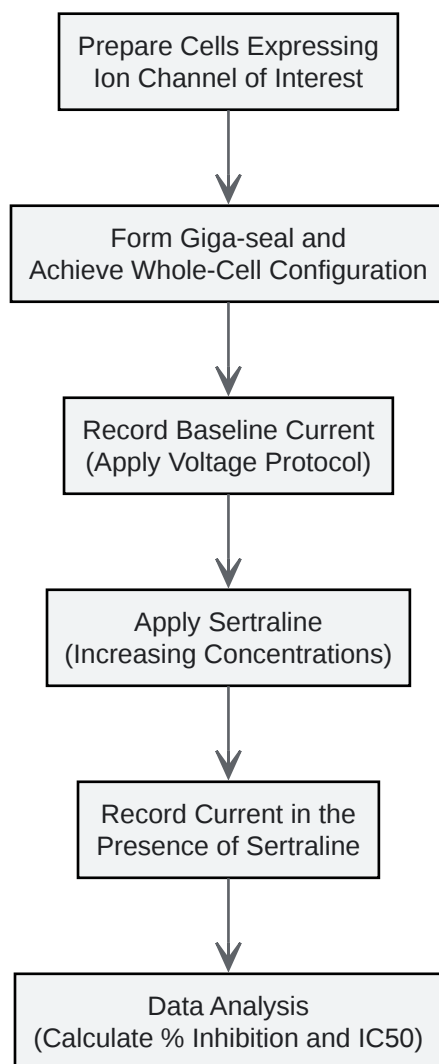 Prepare Cells Expressing
Ion Channel of Interest
Form Giga-seal and
Achieve Whole-Cell Configuration
Record Baseline Current
(Apply Voltage Protocol)
Apply Sertraline
(Increasing Concentrations)
Record Current in the
Presence of Sertraline
Data Analysis
(Calculate % Inhibition and IC50)